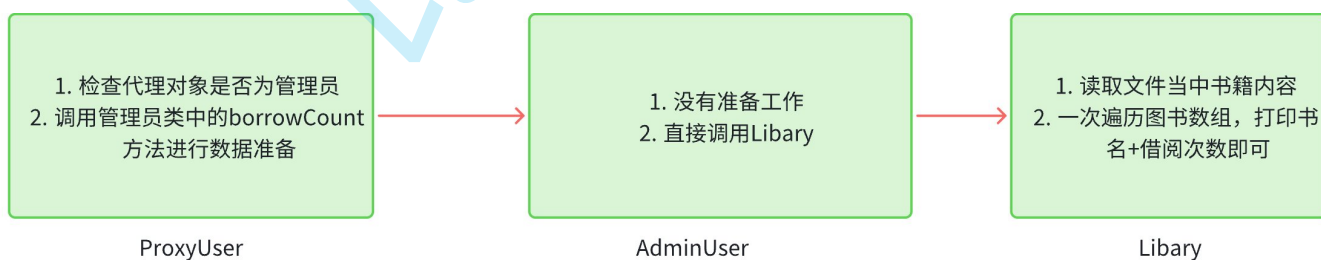 1. 检查代理对象是否为管理员
2. 调用管理员类中的borrowCount
方法进行数据准备
1. 没有准备工作
2. 直接调用Libary
1. 读取文件当中书籍内容
2. 一次遍历图书数组，打印书
名+借阅次数即可
ProxyUser
AdminUser
Libary